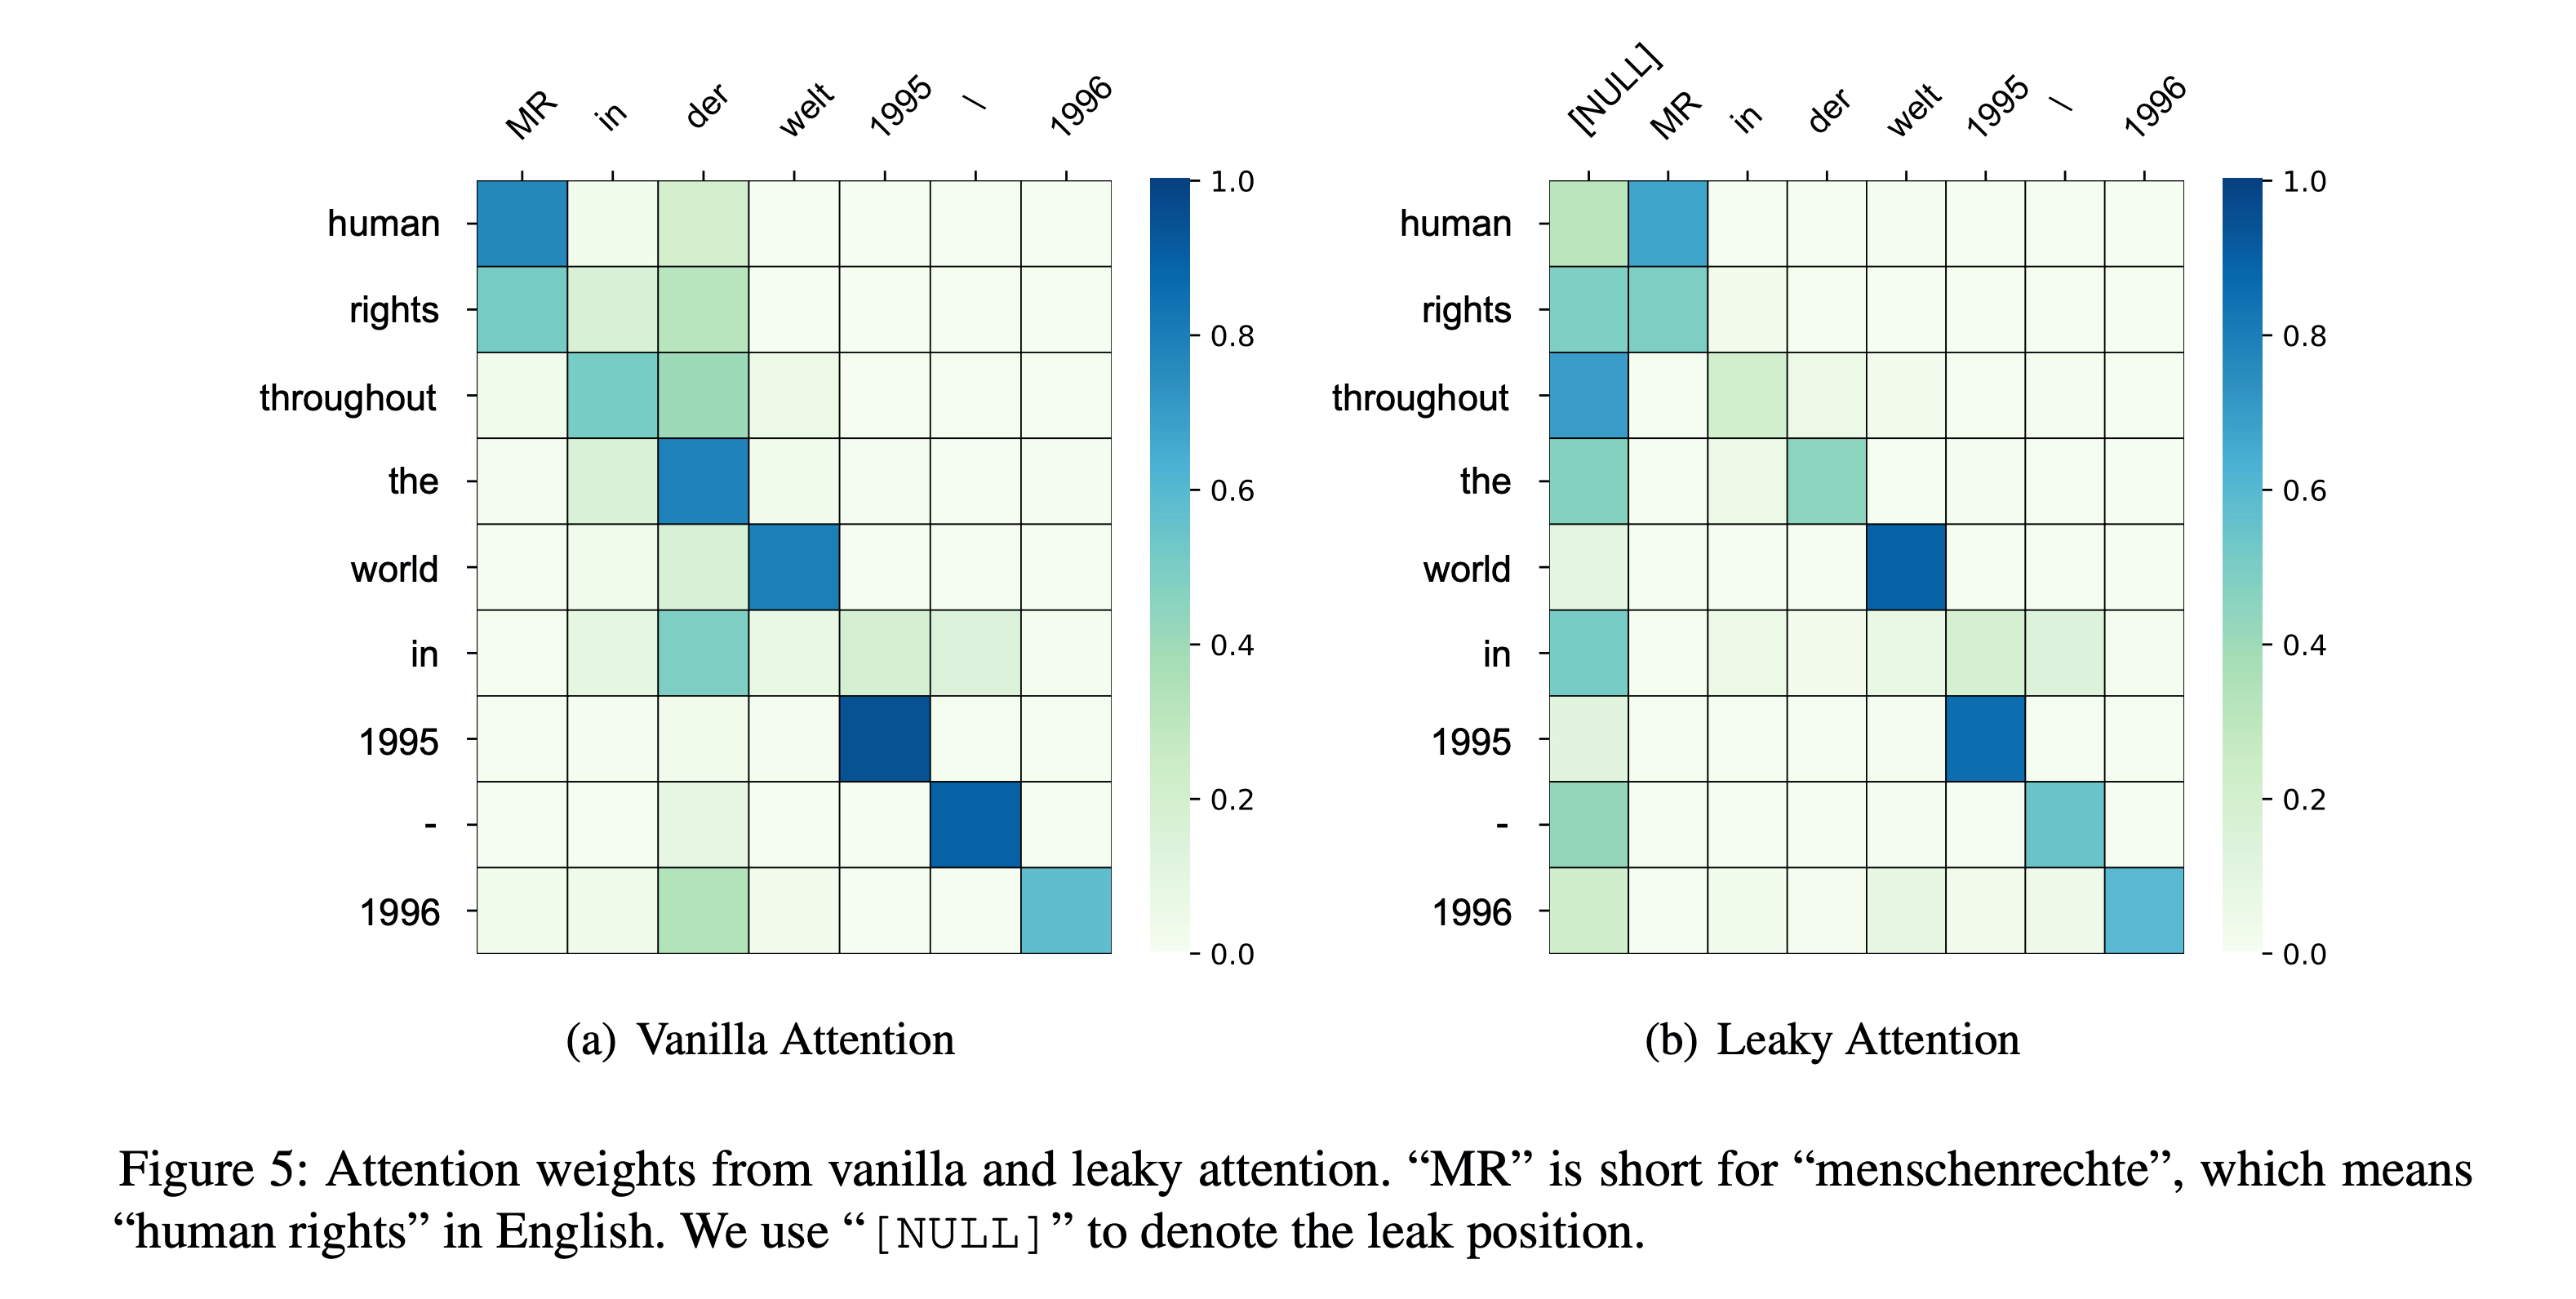 MR in der welt 1995 \ 1996
human
rights
throughout
the
world
in
1995
-
1996
1.0
0.8
0.6
0.4
0.2
0.0
(a) Vanilla Attention
[NULL] MR in der welt 1995 \ 1996
human
rights
throughout
the
world
in
1995
-
1996
1.0
0.8
0.6
0.4
0.2
0.0
(b) Leaky Attention
Figure 5: Attention weights from vanilla and leaky attention. “MR” is short for “menschenrechte”, which means
“human rights” in English. We use “[NULL]” to denote the leak position.